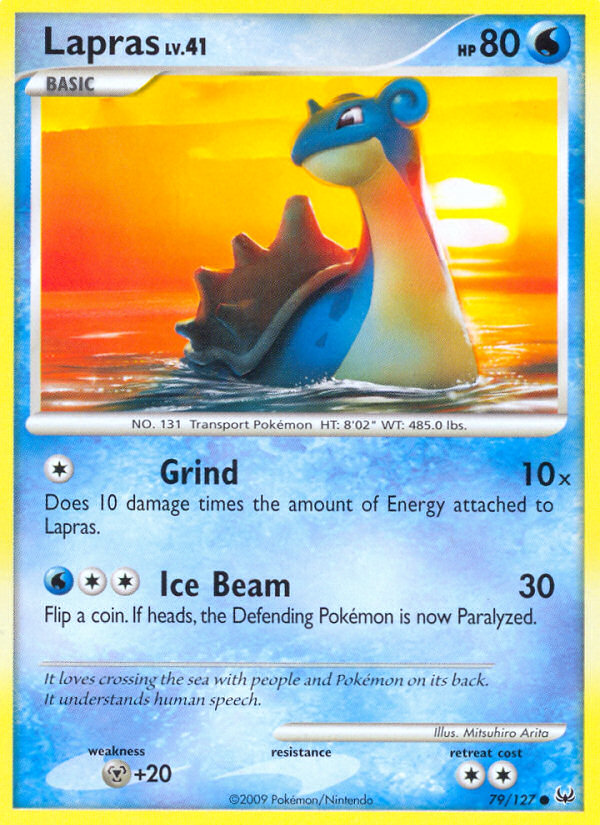 Lapras LV.41
HP 80
BASIC
NO. 131 Transport Pokémon HT: 8'02" WT: 485.0 lbs.
Grind 10x
Does 10 damage times the amount of Energy attached to
Lapras.
Ice Beam 30
Flip a coin. If heads, the Defending Pokémon is now Paralyzed.
It loves crossing the sea with people and Pokémon on its back.
It understands human speech.
Illus. Mitsuhiro Arita
weakness resistance retreat cost
+20
©2009 Pokémon/Nintendo 79/127